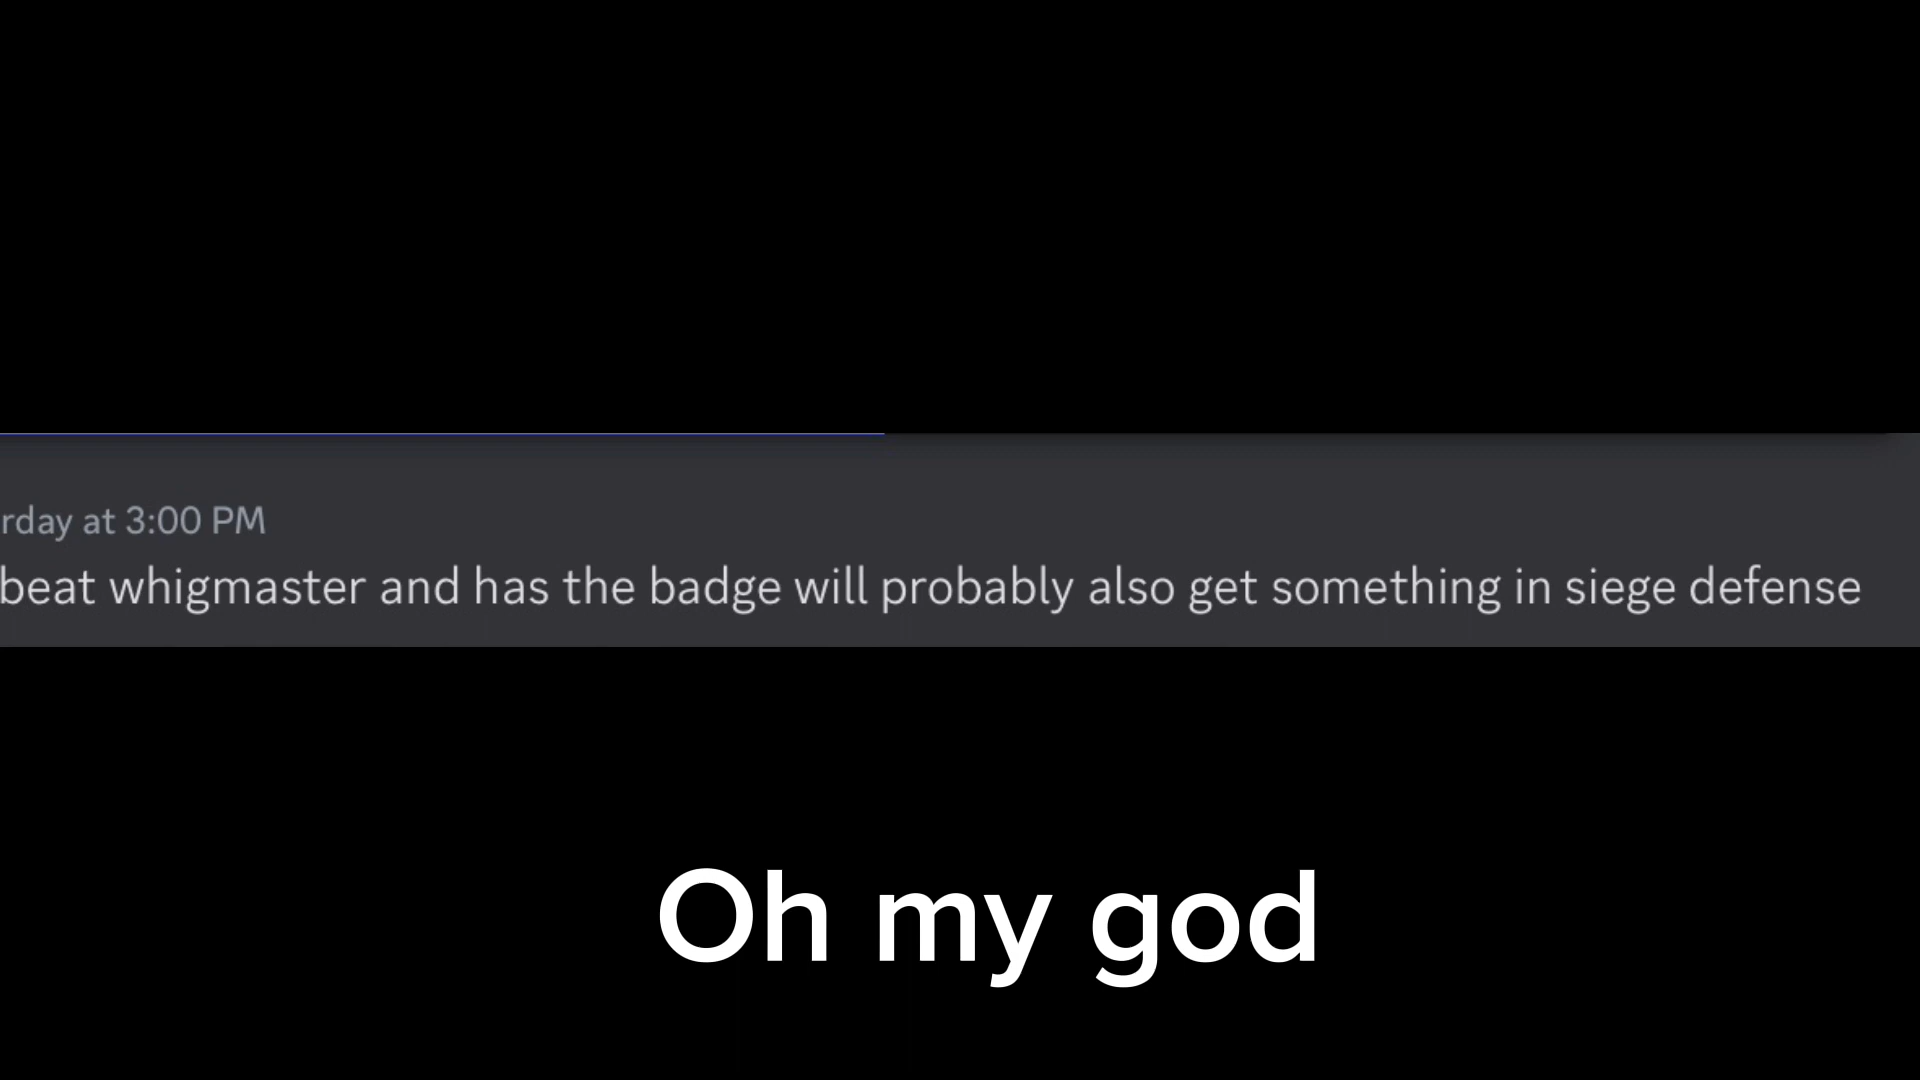 rday at 3:00 PM
beat whigmaster and has the badge will probably also get something in siege defense
Oh my god